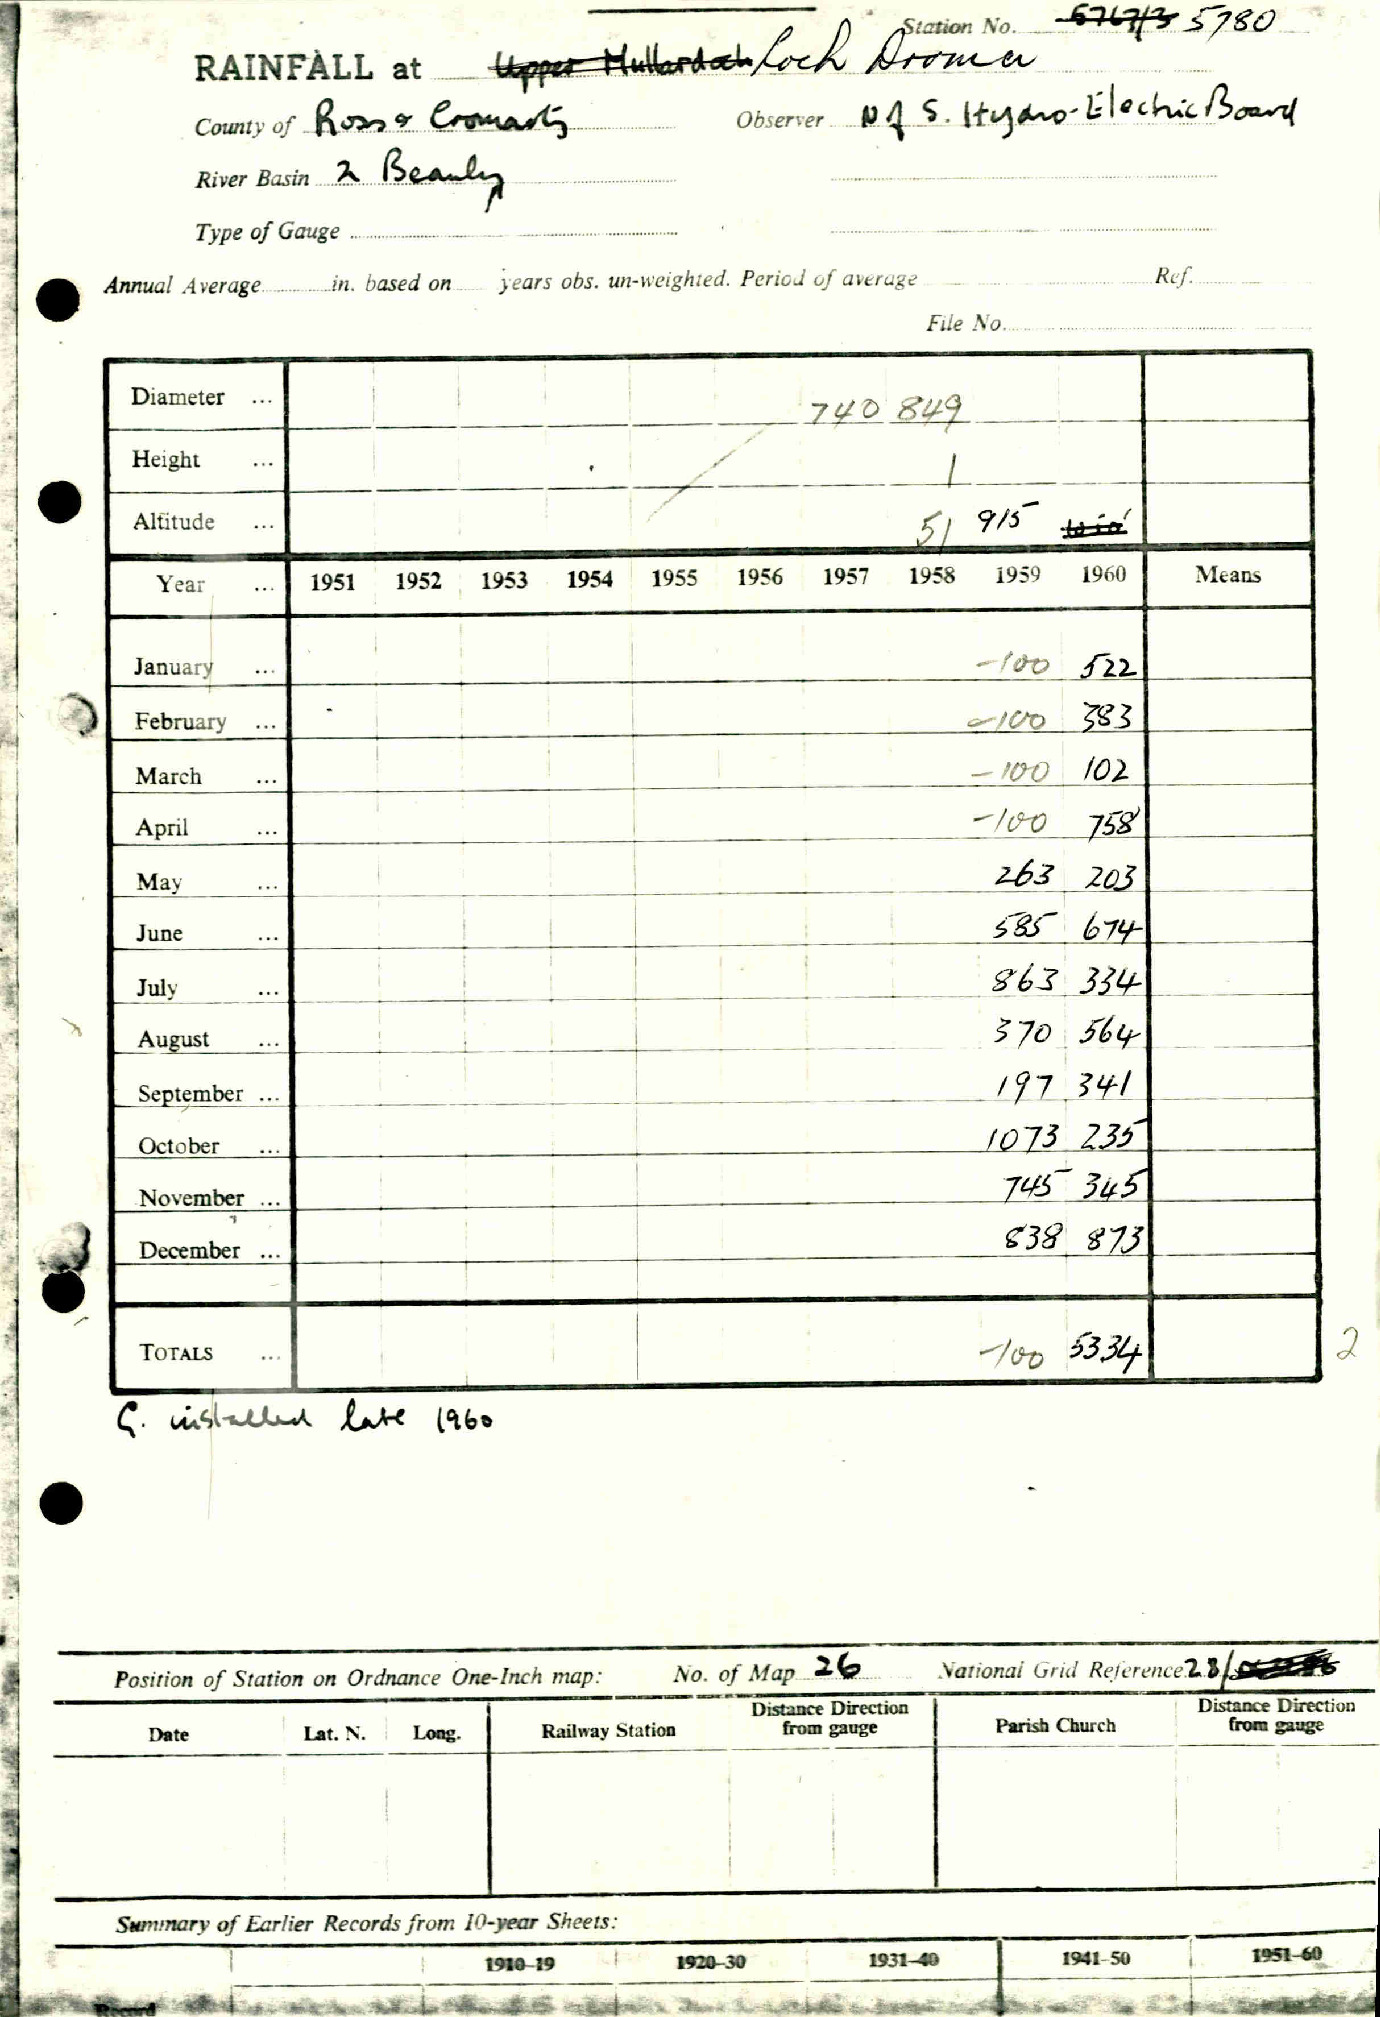 Station No. 5767/3 5780
RAINFALL at Upper Mullardoch Loch Droma
County of Ross & Cromarty Observer N of S. Hydro-Electric Board
River Basin 2 Beauly
Type of Gauge
Annual Average in. based on years obs. un-weighted. Period of average Ref.
File No.
Diameter ... 740 849
Height ... 1
Altitude ... 51 915
Year ... 1951 1952 1953 1954 1955 1956 1957 1958 1959 1960 Means
January ... -100 522
February ... -100 383
March ... -100 102
April ... -100 758
May ... 263 203
June ... 585 674
July ... 863 334
August ... 370 564
September ... 197 341
October ... 1073 235
November ... 745 345
December ... 838 873
TOTALS ... -100 5334
2
G. installed late 1960
Position of Station on Ordnance One-Inch map: No. of Map 26 National Grid Reference 28/
Date Lat. N. Long. Railway Station Distance Direction from gauge Parish Church Distance Direction from gauge
Summary of Earlier Records from 10-year Sheets:
1910-19 1920-30 1931-40 1941-50 1951-60
Record